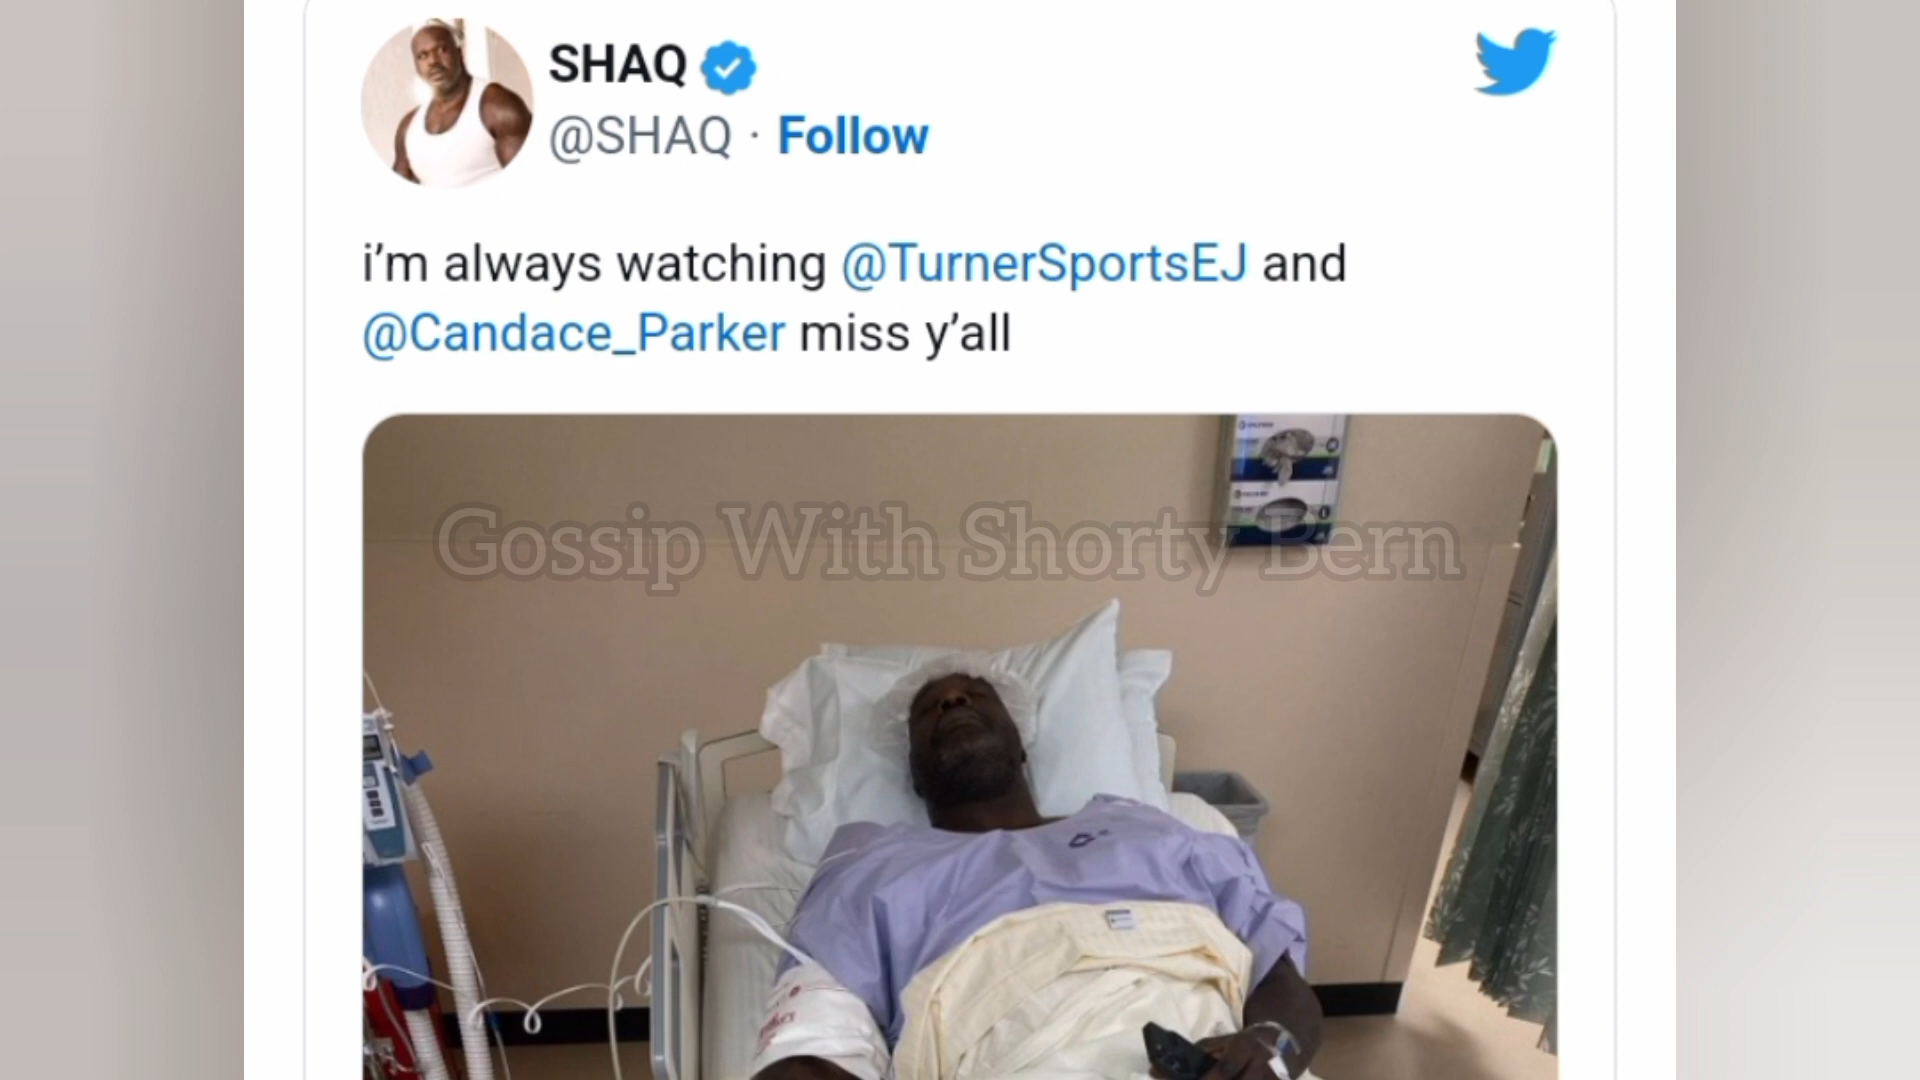 SHAQ
@SHAQ · Follow
i’m always watching @TurnerSportsEJ and
@Candace_Parker miss y’all
Gossip With Shorty Bern